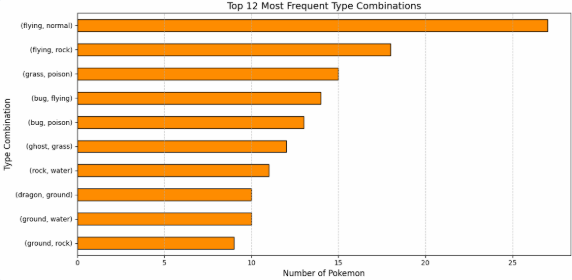 Top 12 Most Frequent Type Combinations
(flying, normal)
(flying, rock)
(grass, poison)
(bug, flying)
(bug, poison)
(ghost, grass)
(rock, water)
(dragon, ground)
(ground, water)
(ground, rock)
Type Combination
0 5 10 15 20 25
Number of Pokemon